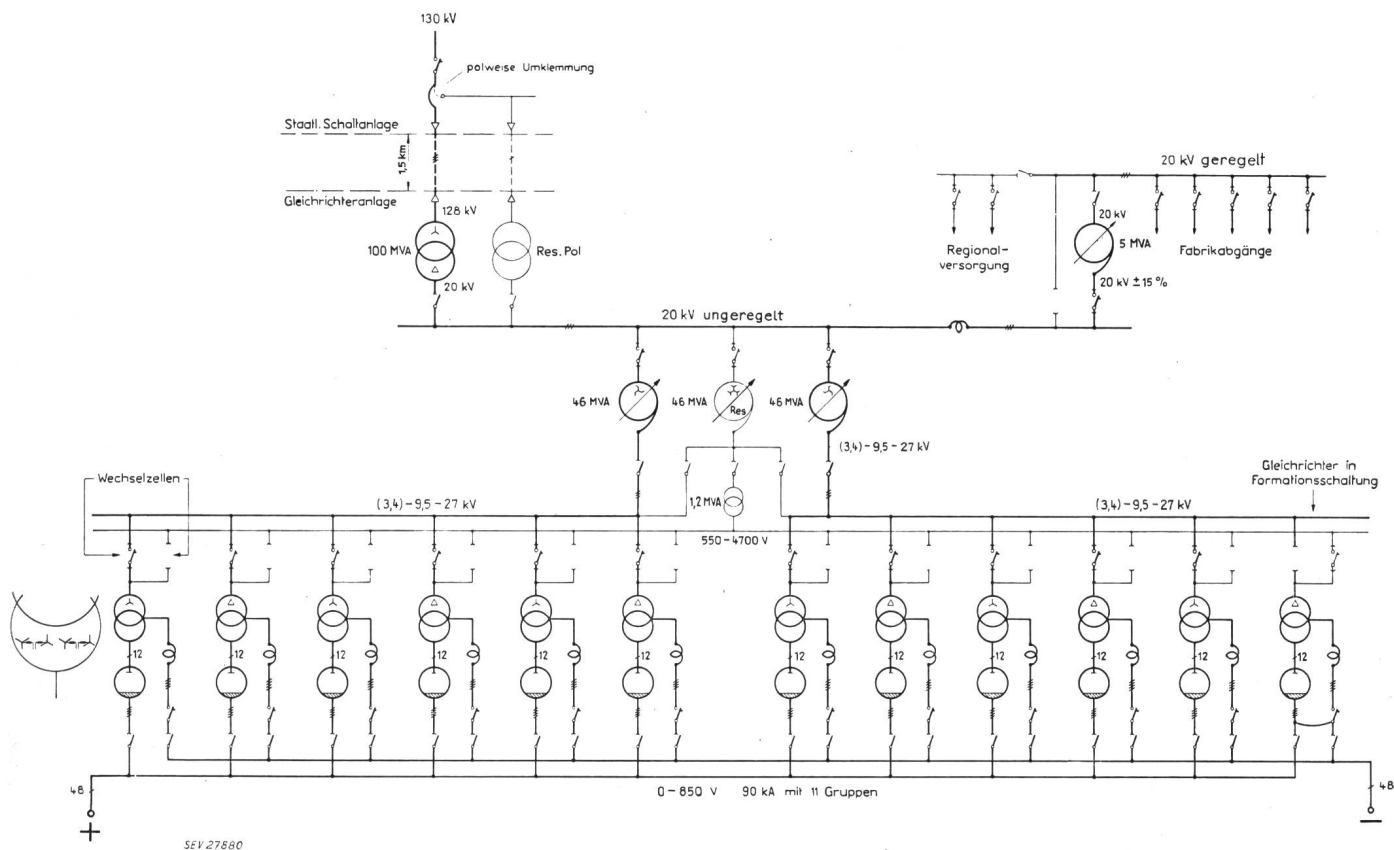 130 kV
polweise Umklemmung
Staatl. Schaltanlage
1,5 km
Gleichrichteranlage
128 kV
100 MVA
Res. Pol
20 kV
20 kV geregelt
20 kV
5 MVA
Regional-
versorgung
Fabrikabgänge
20 kV ± 15 %
20 kV ungeregelt
46 MVA
46 MVA
Res
46 MVA
(3,4) – 9,5 – 27 kV
Wechselzellen
1,2 MVA
Gleichrichter in
Formationsschaltung
(3,4) – 9,5 – 27 kV
(3,4) – 9,5 – 27 kV
550 – 4700 V
12
12
12
12
12
12
12
12
12
12
12
12
48
0 – 850 V 90 kA mit 11 Gruppen
48
+
–
SEV 27880